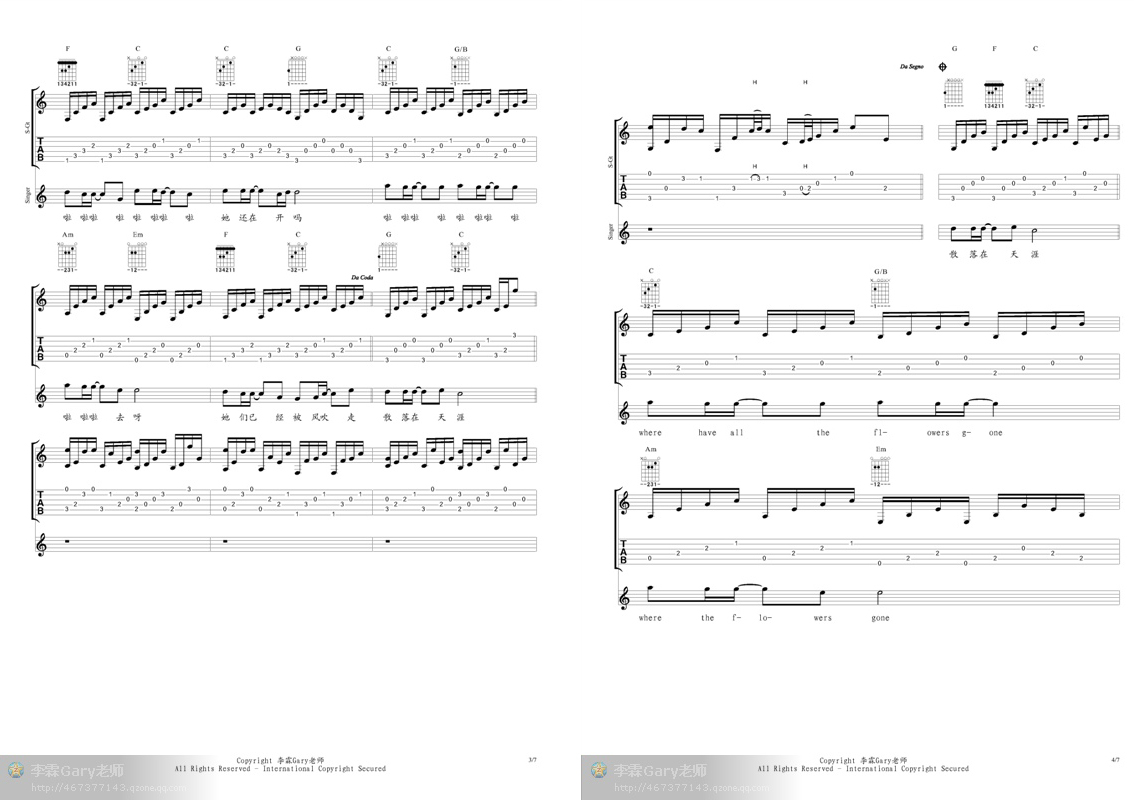 F C C G C G/B
134211 -32-1- -32-1- 1----- -32-1- -1----
S-Gt
Singer
啦 啦啦 啦 啦 啦啦 啦 她 还在 开 吗 啦 啦啦 啦 啦 啦啦 啦
Am Em F C G C
--231- -12--- 134211 -32-1- 1----- -32-1-
Da Coda
啦 啦啦 去 呀 她 们已 经 被 风吹 走 散 落在 天 涯
Copyright 李霖Gary老师
All Rights Reserved - International Copyright Secured
3/7
李霖Gary老师
http://467377143.qzone.qq.com
Da Segno
G F C
1----- 134211 -32-1-
H H
S-Gt
H H
Singer
散 落在 天 涯
C G/B
-32-1- -1----
where have all the fl- owers g- one
Am Em
--231- -12---
where the f- lo- wers gone
Copyright 李霖Gary老师
All Rights Reserved - International Copyright Secured
4/7
李霖Gary老师
http://467377143.qzone.qq.com